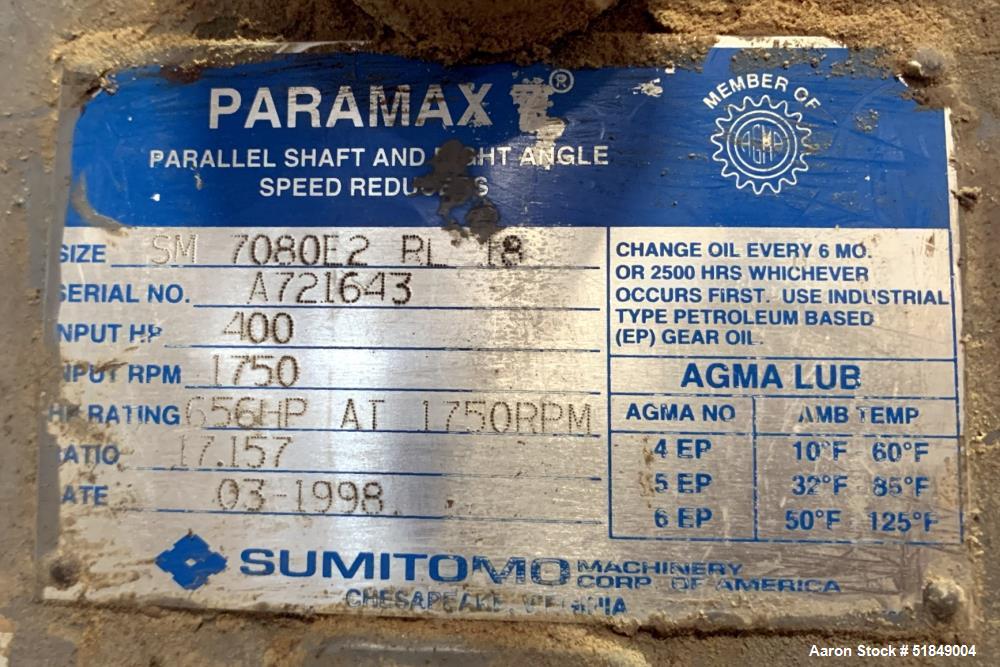 PARAMAX ®
PARALLEL SHAFT AND RIGHT ANGLE
SPEED REDUCERS
MEMBER OF
AGMA
SIZE SM 7080E2 RL 18
SERIAL NO. A721643
INPUT HP 400
INPUT RPM 1750
RATING 656HP AT 1750RPM
RATIO 17.157
DATE 03-1998
CHANGE OIL EVERY 6 MO.
OR 2500 HRS WHICHEVER
OCCURS FIRST. USE INDUSTRIAL
TYPE PETROLEUM BASED
(EP) GEAR OIL.
AGMA LUB
AGMA NO AMB TEMP
4 EP 10°F 60°F
5 EP 32°F 85°F
6 EP 50°F 125°F
SUMITOMO MACHINERY
CORP. OF AMERICA
CHESAPEAKE, VIRGINIA
Aaron Stock # 51849004